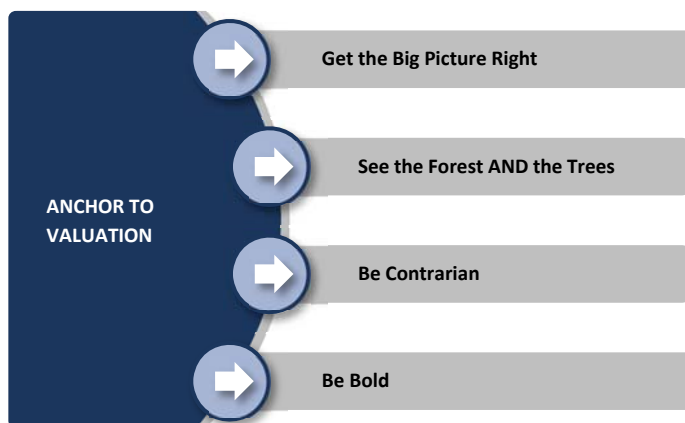 Get the Big Picture Right
See the Forest AND the Trees
ANCHOR TO
VALUATION
Be Contrarian
Be Bold